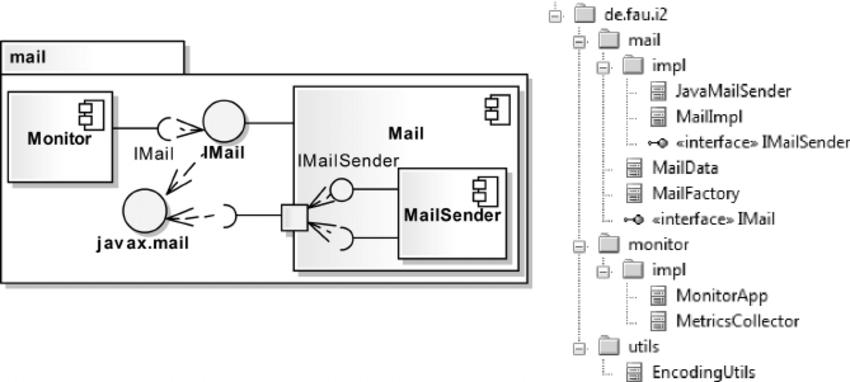 mail
Monitor
IMail
IMail
javax.mail
Mail
IMailSender
MailSender
de.fau.i2
mail
impl
JavaMailSender
MailImpl
«interface» IMailSender
MailData
MailFactory
«interface» IMail
monitor
impl
MonitorApp
MetricsCollector
utils
EncodingUtils